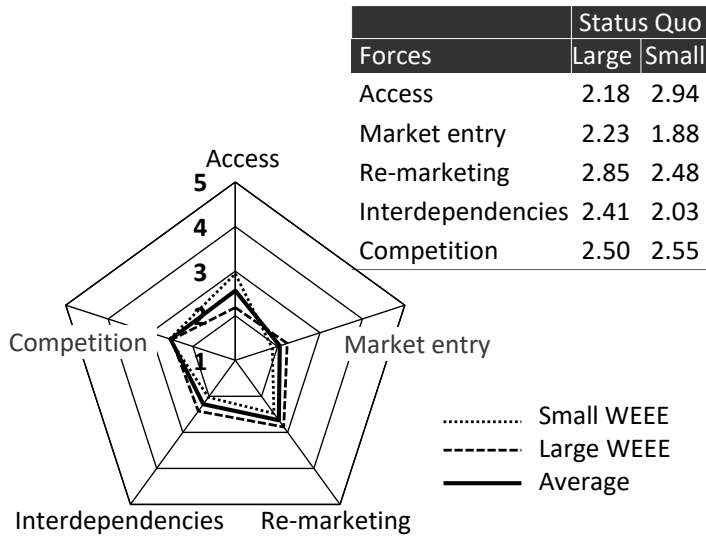 Status Quo
Forces Large Small
Access 2.18 2.94
Market entry 2.23 1.88
Re-marketing 2.85 2.48
Interdependencies 2.41 2.03
Competition 2.50 2.55
Access
5
4
3
2
1
Competition
Market entry
Interdependencies
Re-marketing
Small WEEE
Large WEEE
Average